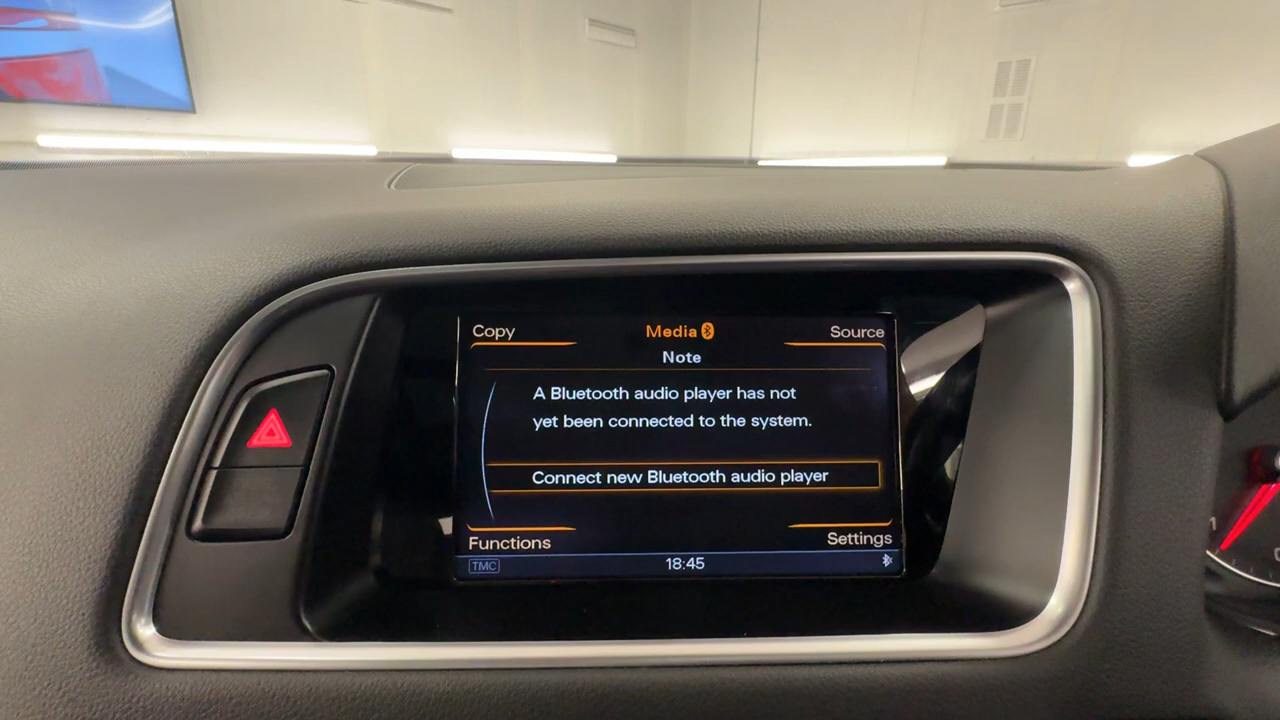 Copy Media Source
Note
A Bluetooth audio player has not
yet been connected to the system.
Connect new Bluetooth audio player
Functions Settings
TMC 18:45
1